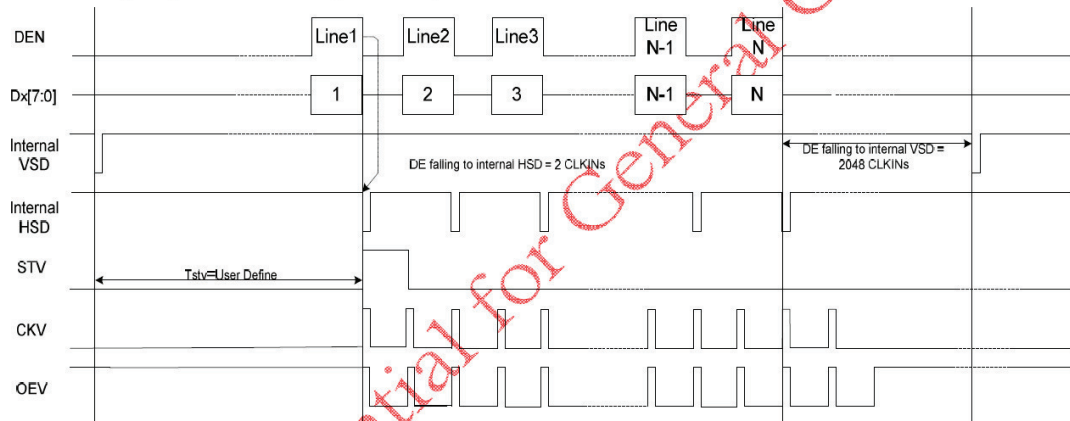 DEN
Line1
Line2
Line3
Line
N-1
Line
N
Dx[7:0]
1
2
3
N-1
N
Internal
VSD
DE falling to internal HSD = 2 CLKINs
DE falling to internal VSD =
2048 CLKINs
Internal
HSD
STV
Tstv=User Define
CKV
OEV
for General